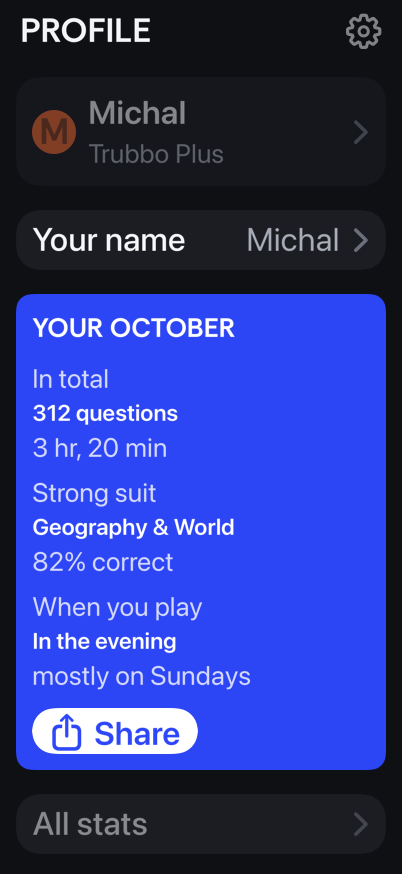 PROFILE
M
Michal
Trubbo Plus
Your name
Michal
YOUR OCTOBER
In total
312 questions
3 hr, 20 min
Strong suit
Geography & World
82% correct
When you play
In the evening
mostly on Sundays
Share
All stats